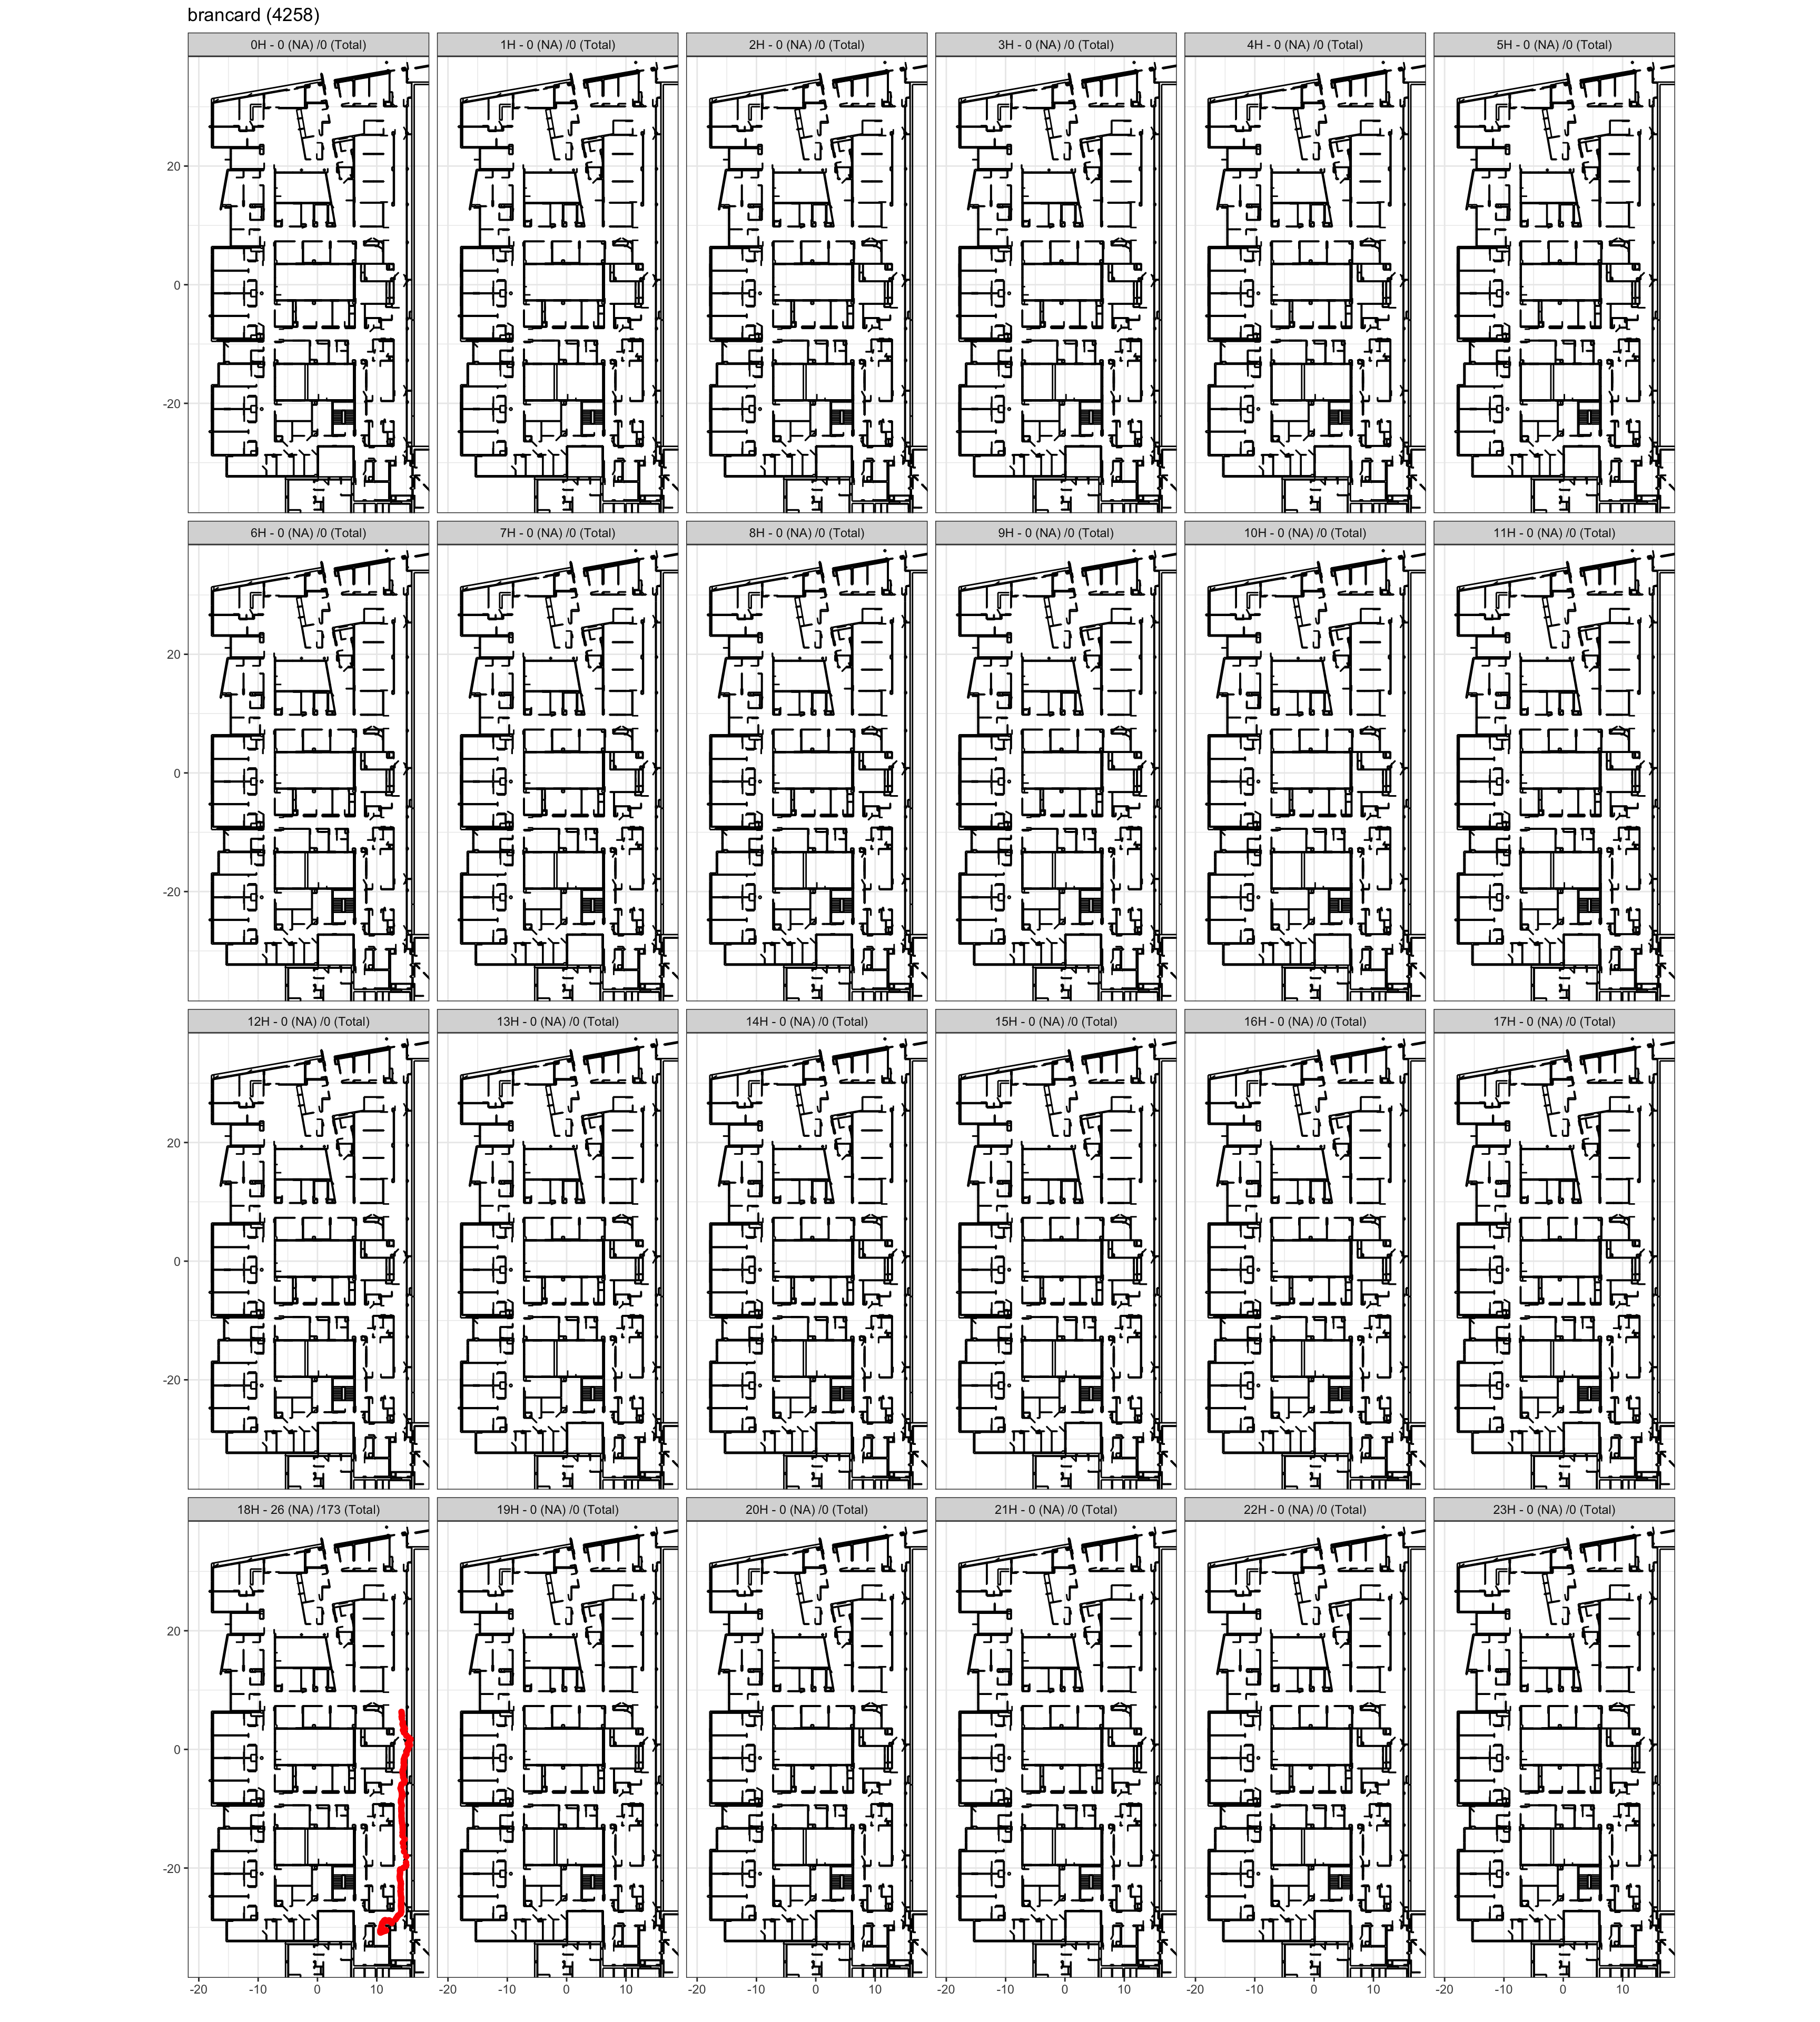 brancard (4258)
0H - 0 (NA) /0 (Total) 1H - 0 (NA) /0 (Total) 2H - 0 (NA) /0 (Total) 3H - 0 (NA) /0 (Total) 4H - 0 (NA) /0 (Total) 5H - 0 (NA) /0 (Total)
20
0
-20
6H - 0 (NA) /0 (Total) 7H - 0 (NA) /0 (Total) 8H - 0 (NA) /0 (Total) 9H - 0 (NA) /0 (Total) 10H - 0 (NA) /0 (Total) 11H - 0 (NA) /0 (Total)
20
0
-20
12H - 0 (NA) /0 (Total) 13H - 0 (NA) /0 (Total) 14H - 0 (NA) /0 (Total) 15H - 0 (NA) /0 (Total) 16H - 0 (NA) /0 (Total) 17H - 0 (NA) /0 (Total)
20
0
-20
18H - 26 (NA) /173 (Total) 19H - 0 (NA) /0 (Total) 20H - 0 (NA) /0 (Total) 21H - 0 (NA) /0 (Total) 22H - 0 (NA) /0 (Total) 23H - 0 (NA) /0 (Total)
20
0
-20
-20 -10 0 10 -20 -10 0 10 -20 -10 0 10 -20 -10 0 10 -20 -10 0 10 -20 -10 0 10